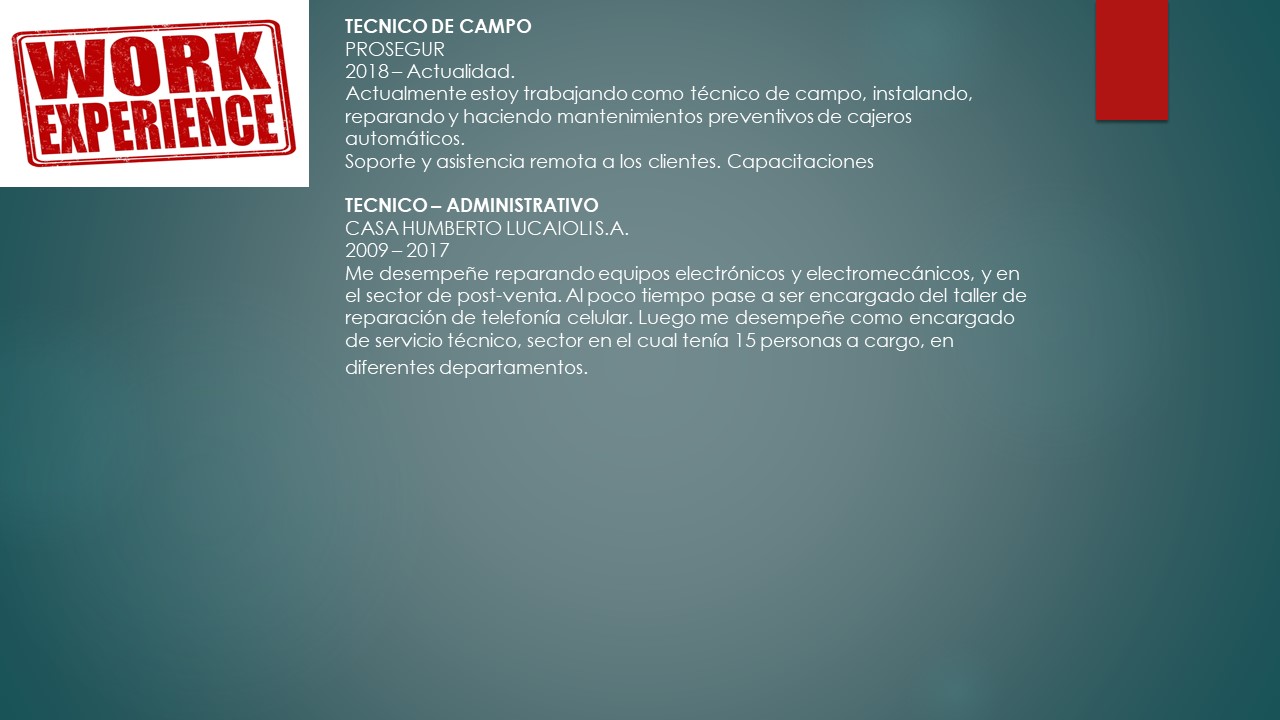 WORK
EXPERIENCE
TECNICO DE CAMPO
PROSEGUR
2018 – Actualidad.
Actualmente estoy trabajando como técnico de campo, instalando,
reparando y haciendo mantenimientos preventivos de cajeros
automáticos.
Soporte y asistencia remota a los clientes. Capacitaciones
TECNICO – ADMINISTRATIVO
CASA HUMBERTO LUCAIOLI S.A.
2009 – 2017
Me desempeñe reparando equipos electrónicos y electromecánicos, y en
el sector de post-venta. Al poco tiempo pase a ser encargado del taller de
reparación de telefonía celular. Luego me desempeñe como encargado
de servicio técnico, sector en el cual tenía 15 personas a cargo, en
diferentes departamentos.